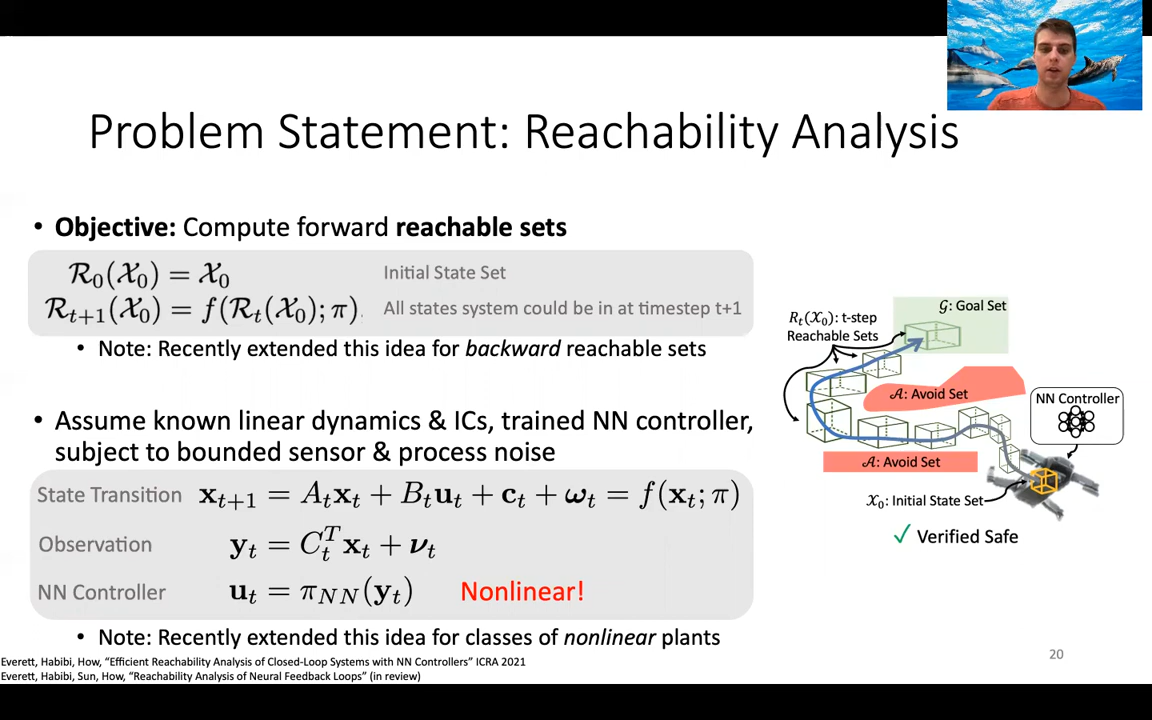 Problem Statement: Reachability Analysis
• Objective: Compute forward reachable sets
R₀(X₀) = X₀ Initial State Set
Rₜ₊₁(X₀) = f(Rₜ(X₀); π). All states system could be in at timestep t+1
• Note: Recently extended this idea for backward reachable sets
• Assume known linear dynamics & ICs, trained NN controller,
subject to bounded sensor & process noise
State Transition xₜ₊₁ = Aₜxₜ + Bₜuₜ + cₜ + ωₜ = f(xₜ; π)
Observation yₜ = Cₜᵀxₜ + νₜ
NN Controller uₜ = π_NN(yₜ) Nonlinear!
• Note: Recently extended this idea for classes of nonlinear plants
Everett, Habibi, How, “Efficient Reachability Analysis of Closed-Loop Systems with NN Controllers” ICRA 2021
Everett, Habibi, Sun, How, “Reachability Analysis of Neural Feedback Loops” (in review)
G: Goal Set
Rₜ(X₀): t-step
Reachable Sets
A: Avoid Set
NN Controller
A: Avoid Set
X₀: Initial State Set
✓ Verified Safe
20